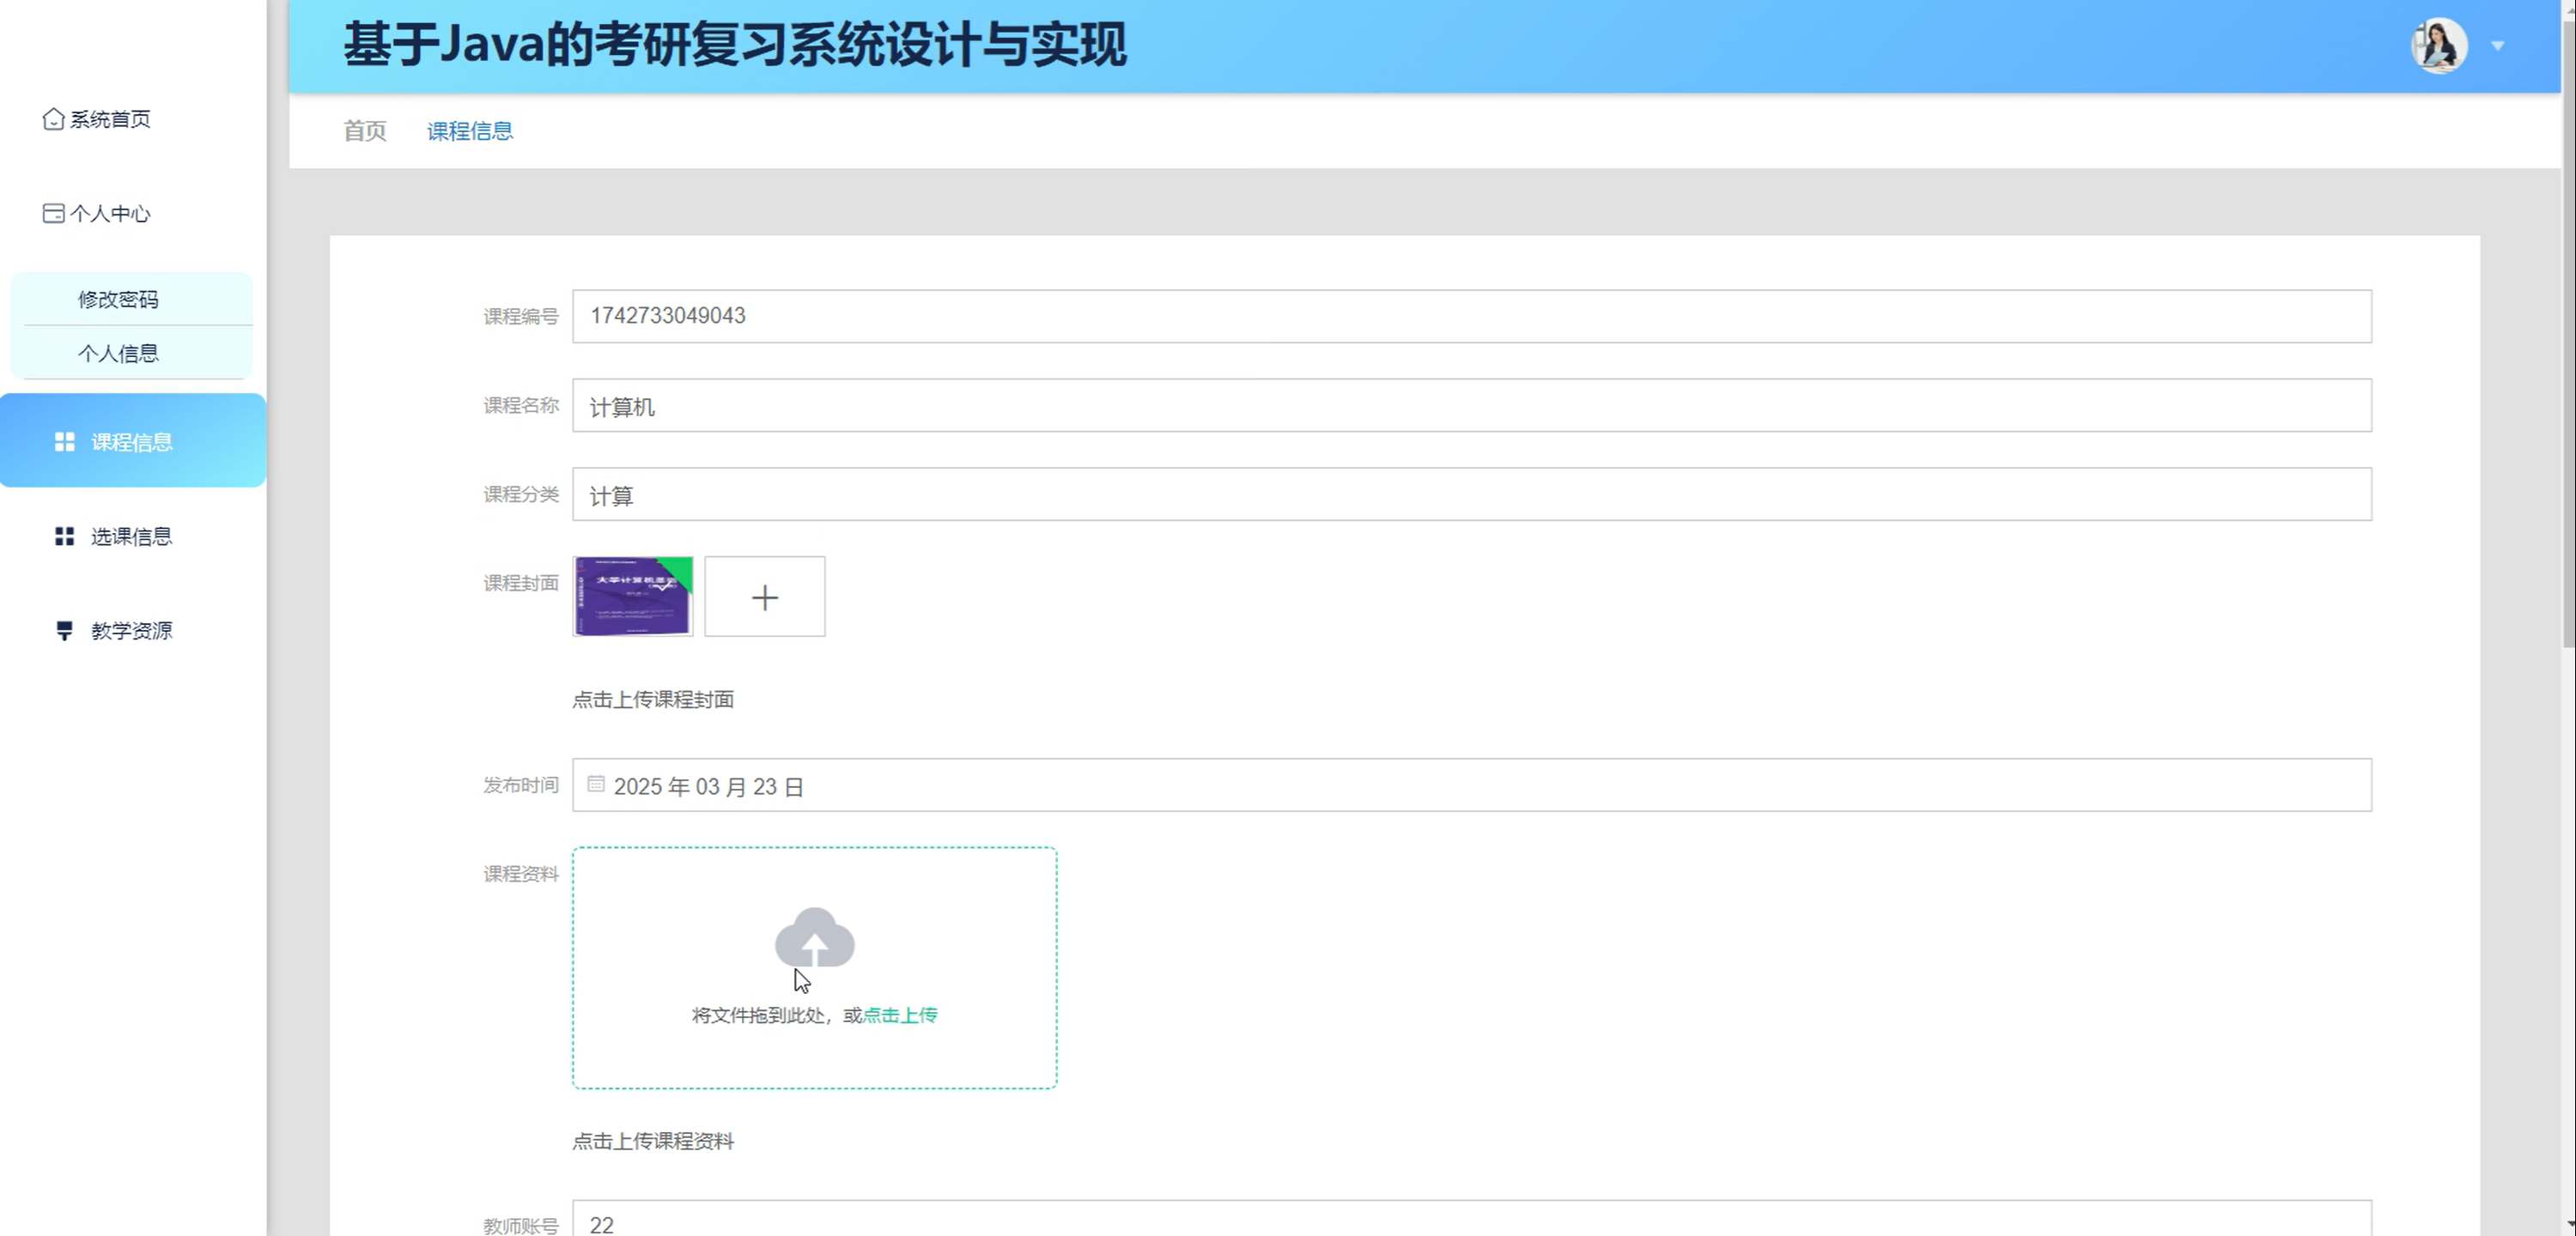 基于Java的考研复习系统设计与实现
首页 课程信息
系统首页
个人中心
修改密码
个人信息
课程信息
选课信息
教学资源
课程编号 1742733049043
课程名称 计算机
课程分类 计算
课程封面
大学计算机基础
点击上传课程封面
发布时间 2025 年 03 月 23 日
课程资料
将文件拖到此处，或点击上传
点击上传课程资料
教师账号 22